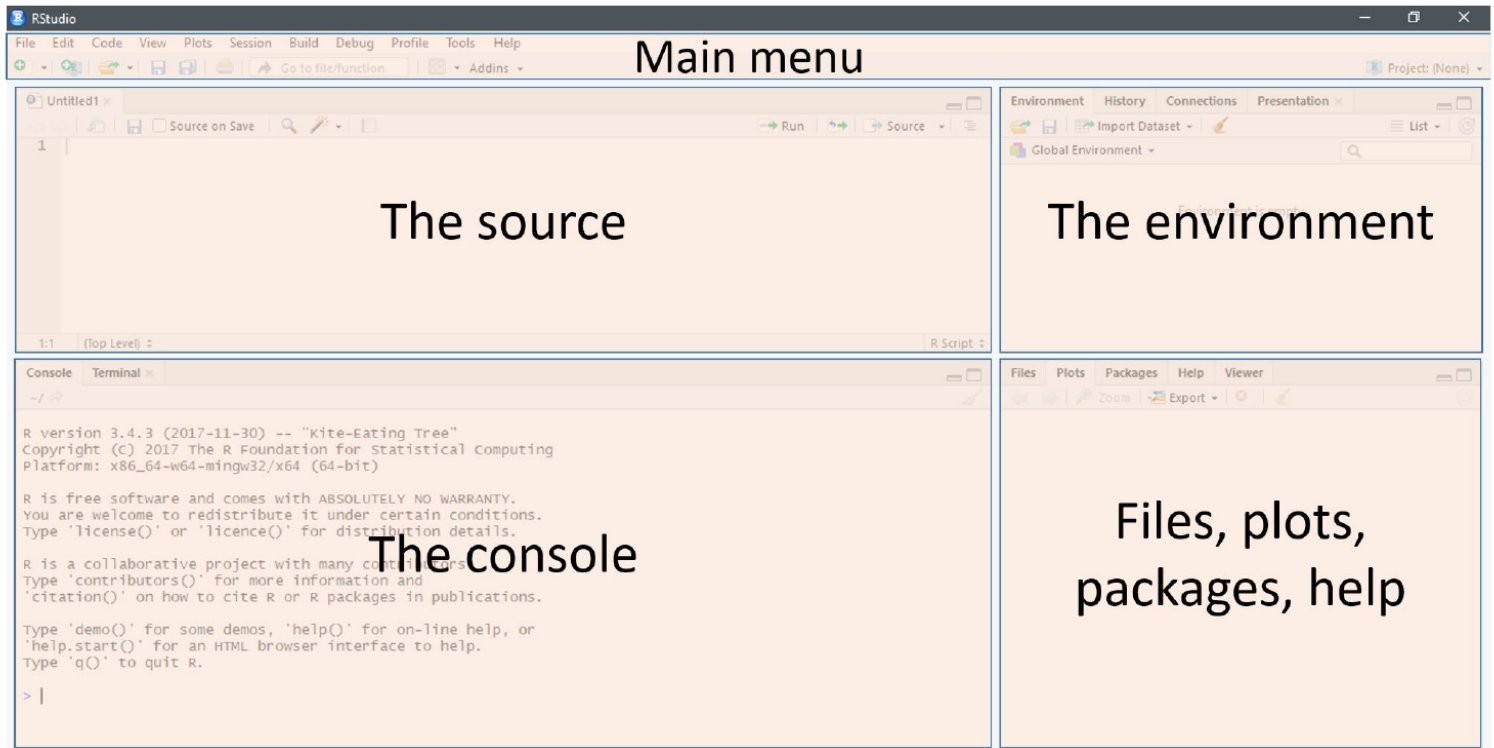 RStudio
File Edit Code View Plots Session Build Debug Profile Tools Help
Main menu
Go to file/function Addins Project: (None)
Untitled1
Source on Save Run Source
1
The source
1:1 (Top Level) R Script
Environment History Connections Presentation
Import Dataset List
Global Environment
Environment is empty
The environment
Console Terminal
~/
R version 3.4.3 (2017-11-30) -- "Kite-Eating Tree"
Copyright (C) 2017 The R Foundation for Statistical Computing
Platform: x86_64-w64-mingw32/x64 (64-bit)
R is free software and comes with ABSOLUTELY NO WARRANTY.
You are welcome to redistribute it under certain conditions.
Type 'license()' or 'licence()' for distribution details.
The console
R is a collaborative project with many contributors.
Type 'contributors()' for more information and
'citation()' on how to cite R or R packages in publications.
Type 'demo()' for some demos, 'help()' for on-line help, or
'help.start()' for an HTML browser interface to help.
Type 'q()' to quit R.
>
Files Plots Packages Help Viewer
Zoom Export
Files, plots,
packages, help